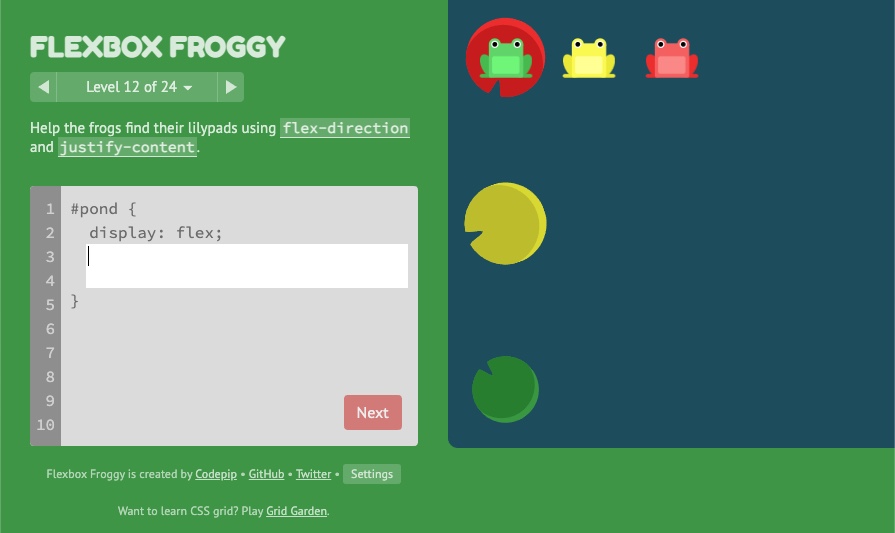 FLEXBOX FROGGY
Level 12 of 24
Help the frogs find their lilypads using flex-direction
and justify-content.
1 #pond {
2 display: flex;
3
4
5 }
6
7
8
9
10
Next
Flexbox Froggy is created by Codepip • GitHub • Twitter • Settings
Want to learn CSS grid? Play Grid Garden.